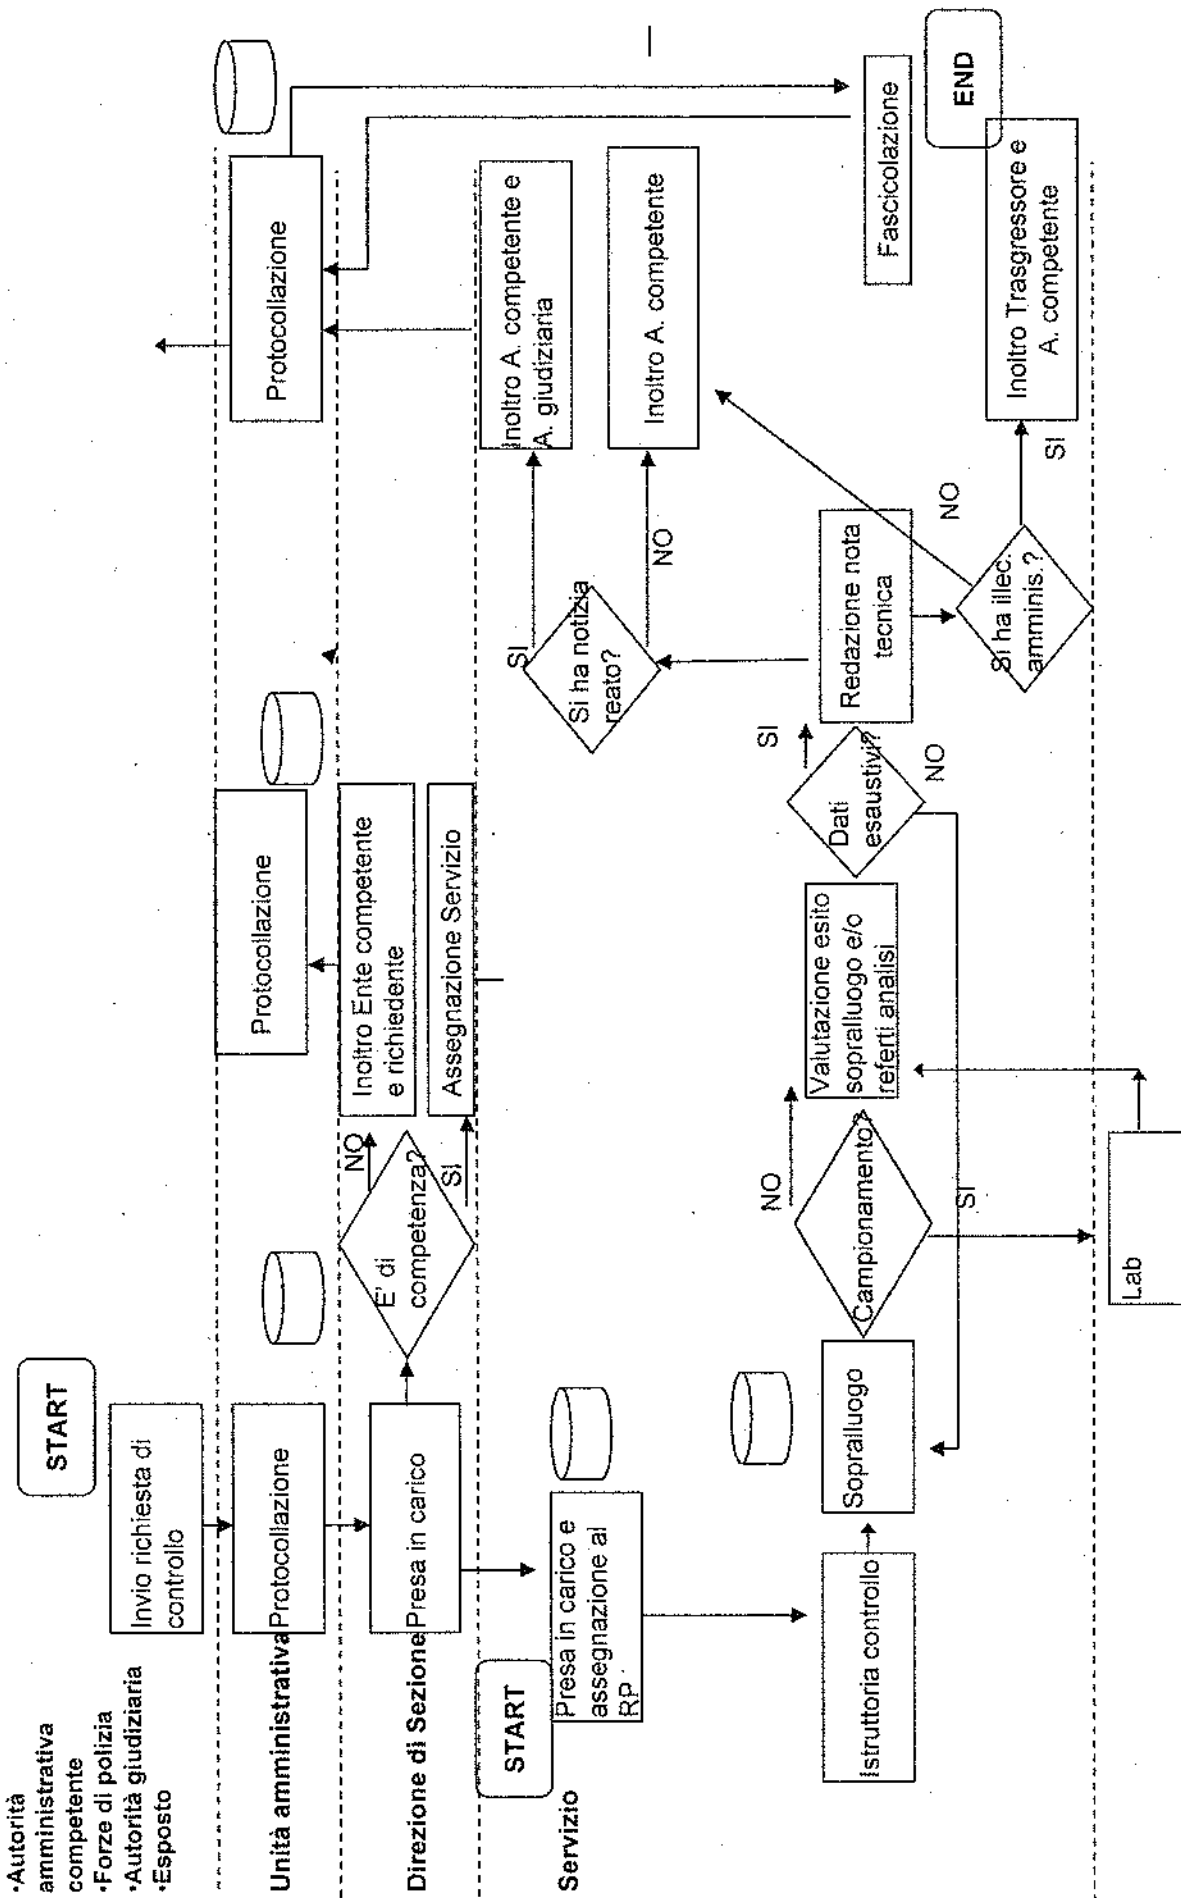 •Autorità
amministrativa
competente
•Forze di polizia
•Autorità giudiziaria
•Esposto
START
Invio richiesta di
controllo
Unità amministrativa
Protocollazione
Protocollazione
Protocollazione
Direzione di Sezione
Presa in carico
E' di
competenza?
NO
SI
Inoltro Ente competente
e richiedente
Assegnazione Servizio
Servizio
START
Presa in carico e
assegnazione al
RP
Si ha notizia
reato?
SI
NO
Inoltro A. competente e
A. giudiziaria
Inoltro A. competente
Istruttoria controllo
Sopralluogo
Campionamento?
NO
SI
Valutazione esito
sopralluogo e/o
referti analisi
Dati
esaustivi?
SI
NO
Redazione nota
tecnica
Si ha illec.
amminis.?
NO
SI
Inoltro Trasgressore e
A. competente
Fascicolazione
END
Lab